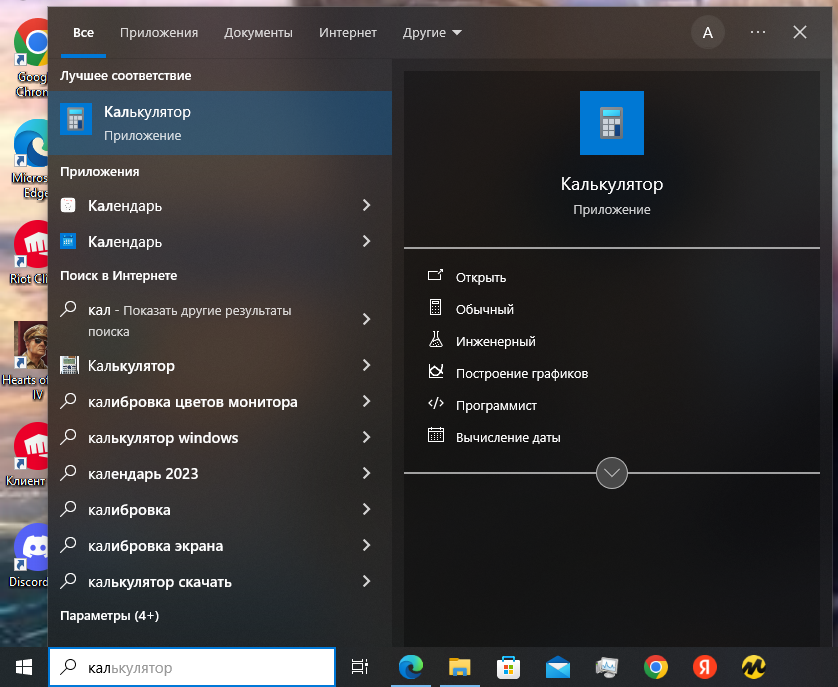 Все
Приложения
Документы
Интернет
Другие
A
Лучшее соответствие
Калькулятор
Приложение
Приложения
Календарь
Календарь
Поиск в Интернете
кал - Показать другие результаты
поиска
Калькулятор
калибровка цветов монитора
калькулятор windows
календарь 2023
калибровка
калибровка экрана
калькулятор скачать
Параметры (4+)
калькулятор
Калькулятор
Приложение
Открыть
Обычный
Инженерный
Построение графиков
Программист
Вычисление даты
Chrom
Micros
Edge
Riot Cli
Hearts of
IV
Клиент
Discord
Я